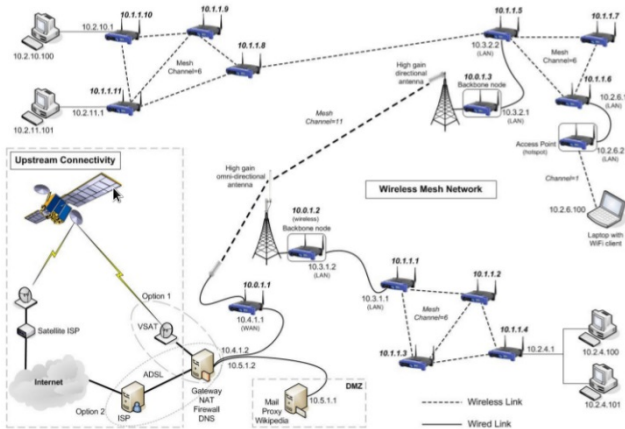 10.1.1.10
10.1.1.9
10.1.1.8
10.2.10.1
10.2.10.100
Mesh
Channel=6
10.1.1.11
10.2.11.1
10.2.11.101
10.1.1.5
10.1.1.7
10.3.2.2
(LAN)
Mesh
Channel=6
High gain
directional
antenna
10.0.1.3
Backbone node
10.3.2.1
(LAN)
10.1.1.6
10.2.6.1
(LAN)
Access Point
(hotspot)
10.2.6.2
(LAN)
Channel=1
10.2.6.100
Laptop with
WiFi client
Mesh
Channel=11
High gain
omni-directional
antenna
Wireless Mesh Network
Upstream Connectivity
10.0.1.2
(wireless)
Backbone node
10.3.1.2
(LAN)
10.0.1.1
10.4.1.1
(WAN)
Option 1
VSAT
Satellite ISP
10.4.1.2
10.5.1.2
Internet
ADSL
Option 2
ISP
Gateway
NAT
Firewall
DNS
DMZ
10.5.1.1
Mail
Proxy
Wikipedia
10.1.1.1
10.3.1.1
(LAN)
10.1.1.2
Mesh
Channel=6
10.1.1.3
10.1.1.4
10.2.4.1
10.2.4.100
10.2.4.101
Wireless Link
Wired Link